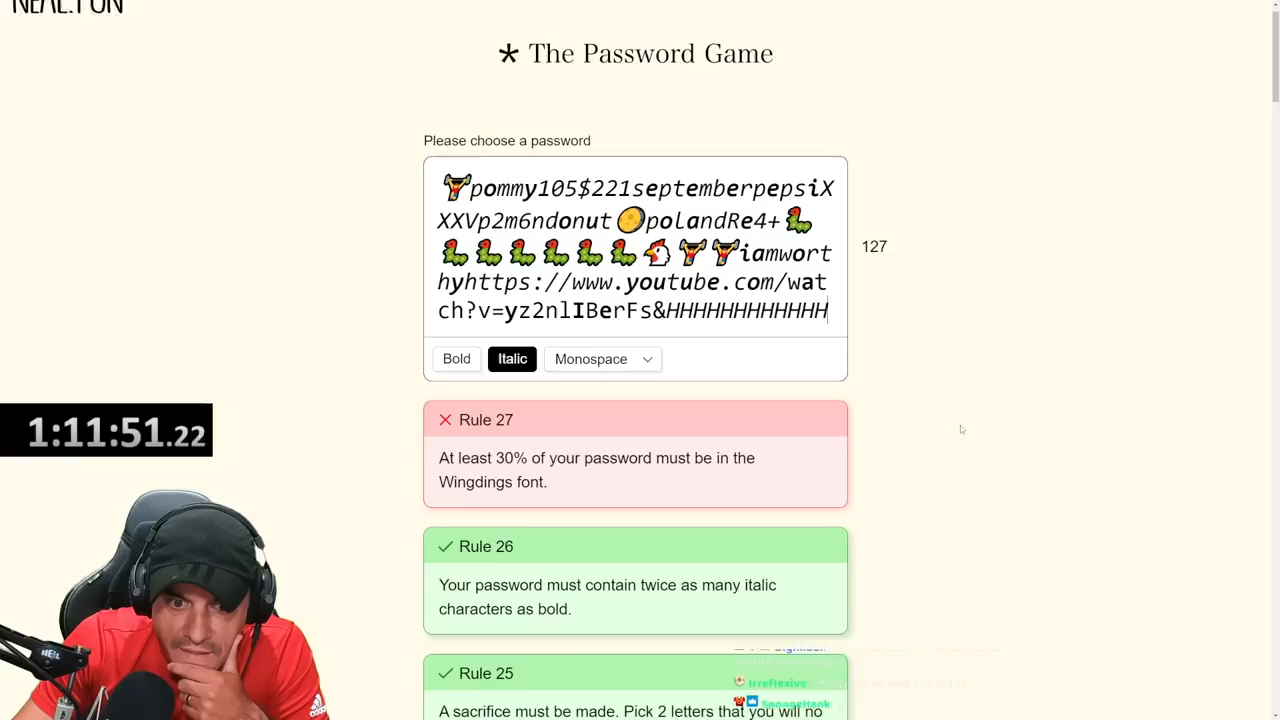 NEAL.FUN
* The Password Game
Please choose a password
🏋️pommy105$221septemberpepsiX
XXVp2m6ndonut🌕polandRe4+🐛
🐛🐛🐛🐛🐛🐛🐔🏋️🏋️iamwort
hyhttps://www.youtube.com/wat
ch?v=yz2nlIBerFs&HHHHHHHHHHHH
127
Bold Italic Monospace
Rule 27
At least 30% of your password must be in the
Wingdings font.
1:11:51.22
Rule 26
Your password must contain twice as many italic
characters as bold.
Rule 25
Irreflexive
A sacrifice must be made. Pick 2 letters that you will no
SpongeHank